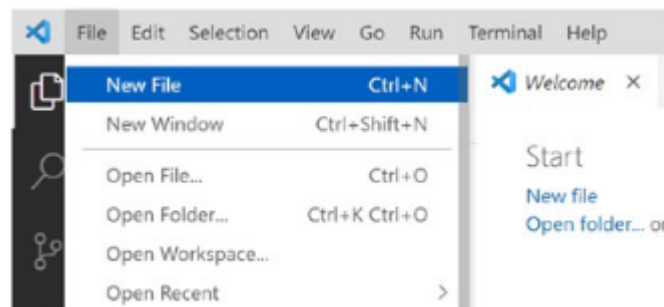 File Edit Selection View Go Run Terminal Help
New File Ctrl+N
New Window Ctrl+Shift+N
Open File... Ctrl+O
Open Folder... Ctrl+K Ctrl+O
Open Workspace...
Open Recent >
Welcome ×
Start
New file
Open folder... or